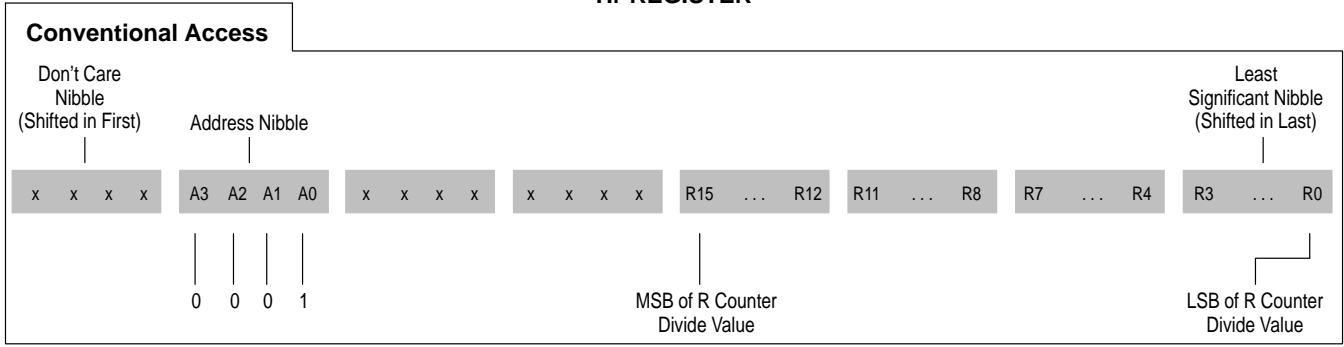 Conventional Access
Don't Care
Nibble
(Shifted in First)
Address Nibble
Least
Significant Nibble
(Shifted in Last)
x x x x A3 A2 A1 A0 x x x x x x x x R15 ... R12 R11 ... R8 R7 ... R4 R3 ... R0
0 0 0 1
MSB of R Counter
Divide Value
LSB of R Counter
Divide Value